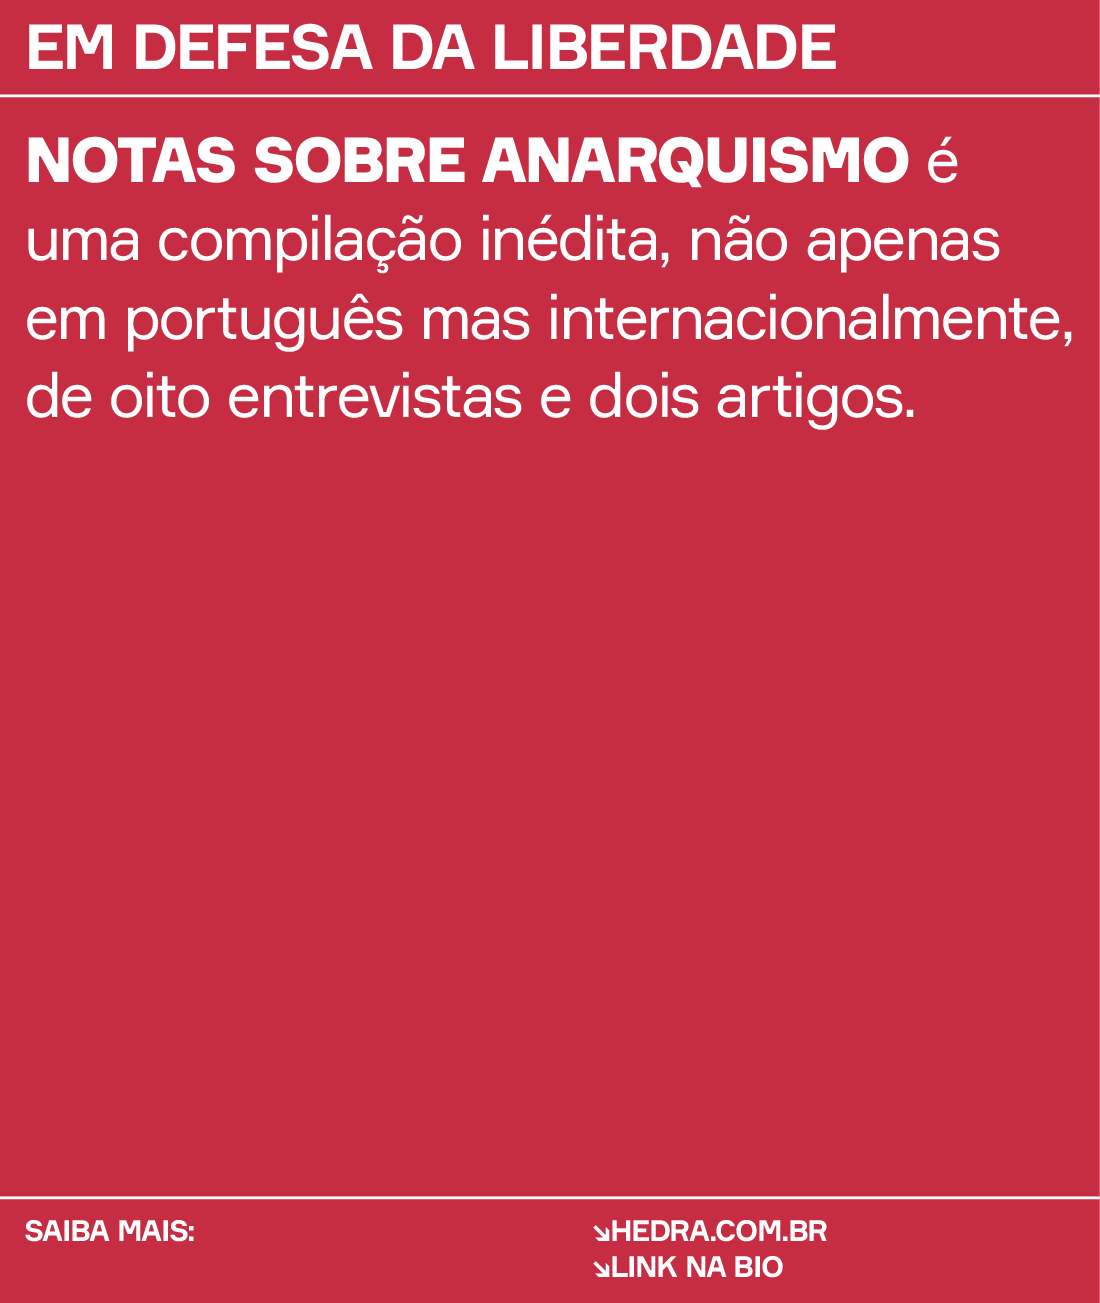 EM DEFESA DA LIBERDADE
NOTAS SOBRE ANARQUISMO é
uma compilação inédita, não apenas
em português mas internacionalmente,
de oito entrevistas e dois artigos.
SAIBA MAIS:
↘HEDRA.COM.BR
↘LINK NA BIO